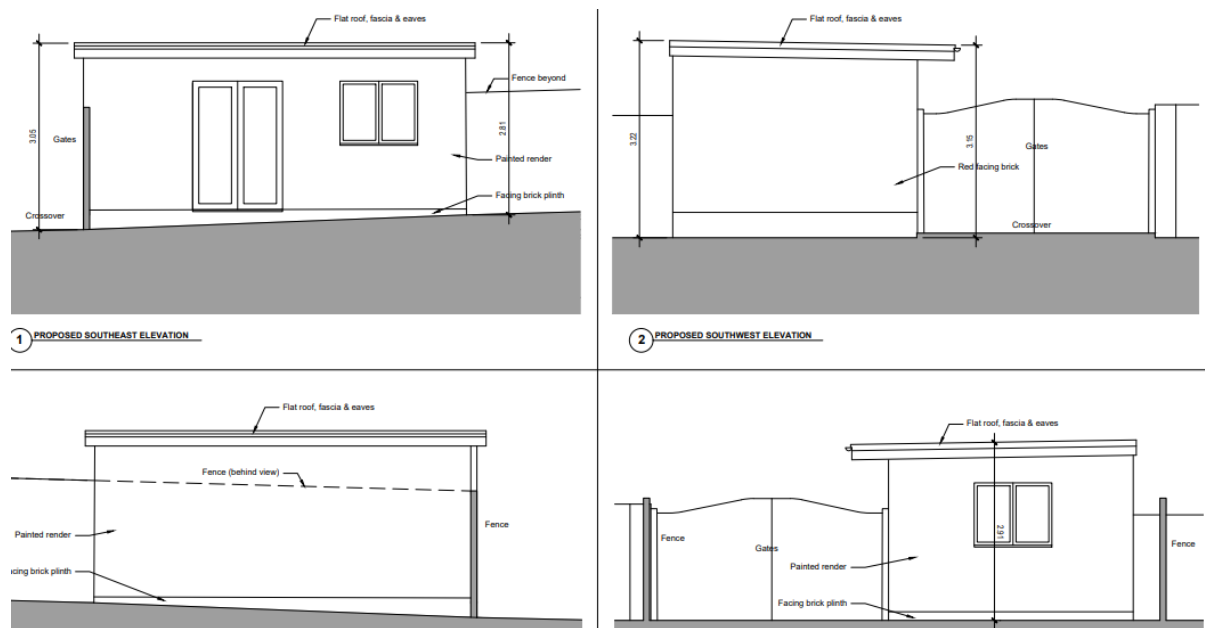 Flat roof, fascia & eaves
Fence beyond
3.05
Gates
2.81
Painted render
Facing brick plinth
Crossover
1 PROPOSED SOUTHEAST ELEVATION
Flat roof, fascia & eaves
3.22
3.15
Gates
Red facing brick
Crossover
2 PROPOSED SOUTHWEST ELEVATION
Flat roof, fascia & eaves
Fence (behind view)
Fence
Painted render
acing brick plinth
Flat roof, fascia & eaves
2.91
Fence
Gates
Fence
Painted render
Facing brick plinth